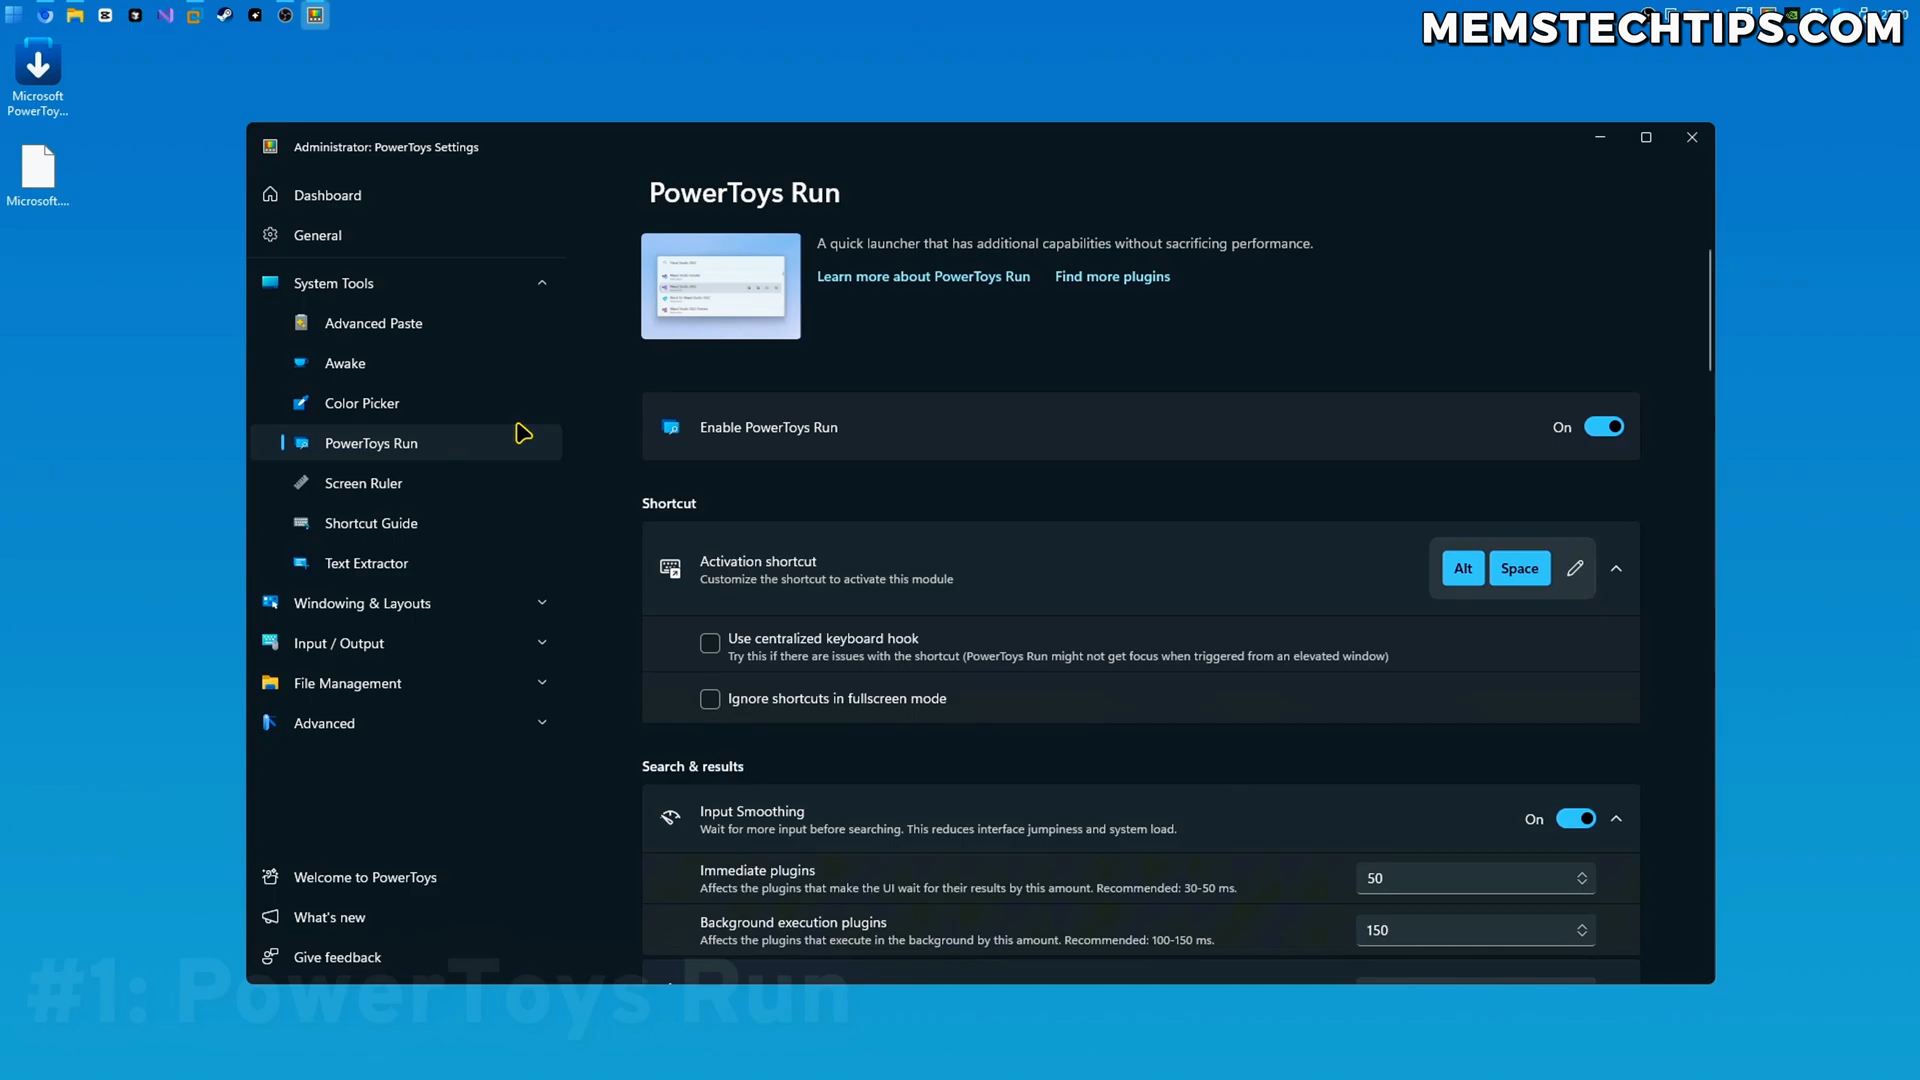 MEMSTECHTIPS.COM
Microsoft
PowerToy...
Microsoft....
Administrator: PowerToys Settings
Dashboard
General
System Tools
Advanced Paste
Awake
Color Picker
PowerToys Run
Screen Ruler
Shortcut Guide
Text Extractor
Windowing & Layouts
Input / Output
File Management
Advanced
Welcome to PowerToys
What's new
Give feedback
PowerToys Run
A quick launcher that has additional capabilities without sacrificing performance.
Learn more about PowerToys Run Find more plugins
Enable PowerToys Run On
Shortcut
Activation shortcut
Customize the shortcut to activate this module
Alt Space
Use centralized keyboard hook
Try this if there are issues with the shortcut (PowerToys Run might not get focus when triggered from an elevated window)
Ignore shortcuts in fullscreen mode
Search & results
Input Smoothing
Wait for more input before searching. This reduces interface jumpiness and system load.
On
Immediate plugins
Affects the plugins that make the UI wait for their results by this amount. Recommended: 30-50 ms.
50
Background execution plugins
Affects the plugins that execute in the background by this amount. Recommended: 100-150 ms.
150
#1: PowerToys Run